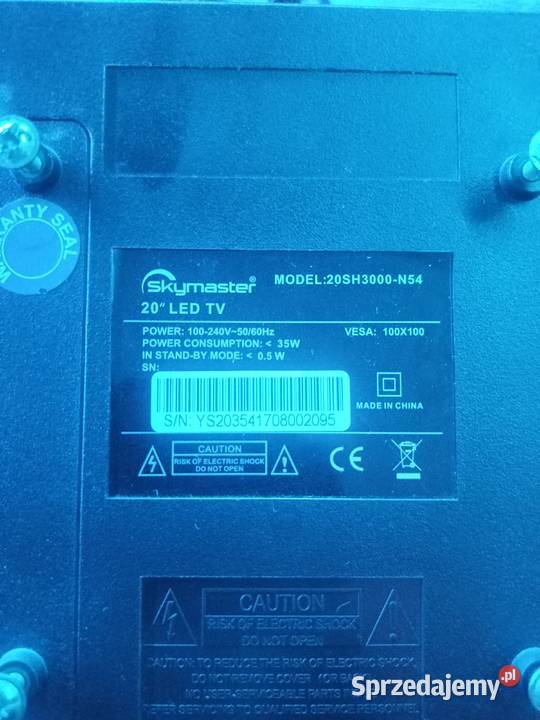 WARRANTY SEAL
Skymaster® MODEL:20SH3000-N54
20" LED TV
POWER: 100-240V~50/60Hz VESA: 100X100
POWER CONSUMPTION: < 35W
IN STAND-BY MODE: < 0.5 W
SN:
S/N: YS203541708002095
MADE IN CHINA
CAUTION
RISK OF ELECTRIC SHOCK
DO NOT OPEN
CE
CAUTION
RISK OF ELECTRIC SHOCK
DO NOT OPEN
CAUTION: TO REDUCE THE RISK OF ELECTRIC SHOCK,
DO NOT REMOVE COVER (OR BACK
NO USER-SERVICEABLE PARTS IN
REFER SERVICING TO QUALIFIED SERVICE PERSONNEL
Sprzedajemy.pl